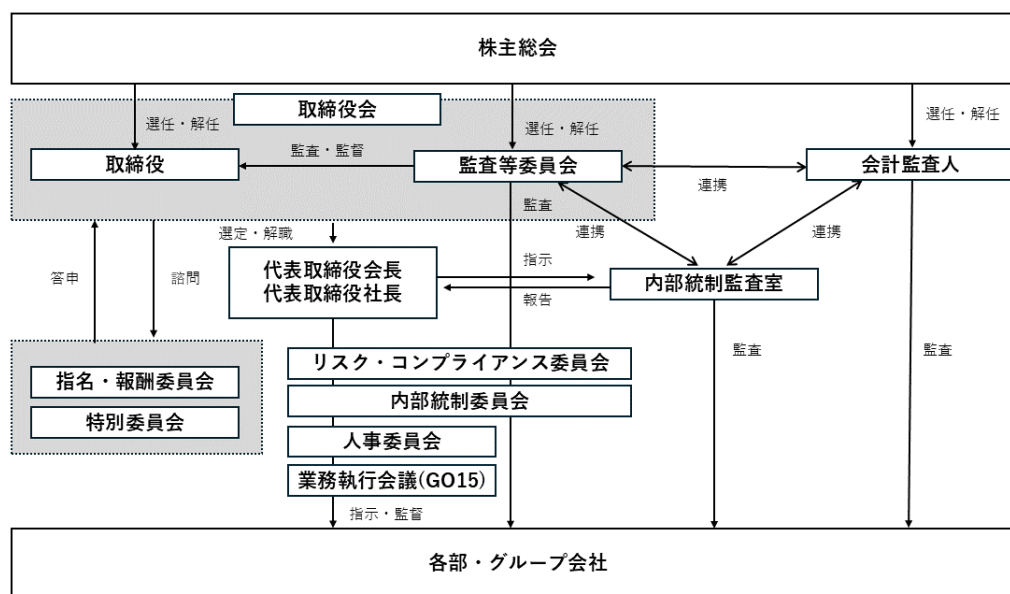 株主総会
取締役会
選任・解任
選任・解任
選任・解任
取締役
監査・監督
監査等委員会
会計監査人
連携
監査
選定・解職
連携
連携
答申
諮問
代表取締役会長
代表取締役社長
指示
報告
内部統制監査室
リスク・コンプライアンス委員会
監査
監査
指名・報酬委員会
内部統制委員会
特別委員会
人事委員会
業務執行会議(GO15)
指示・監督
各部・グループ会社